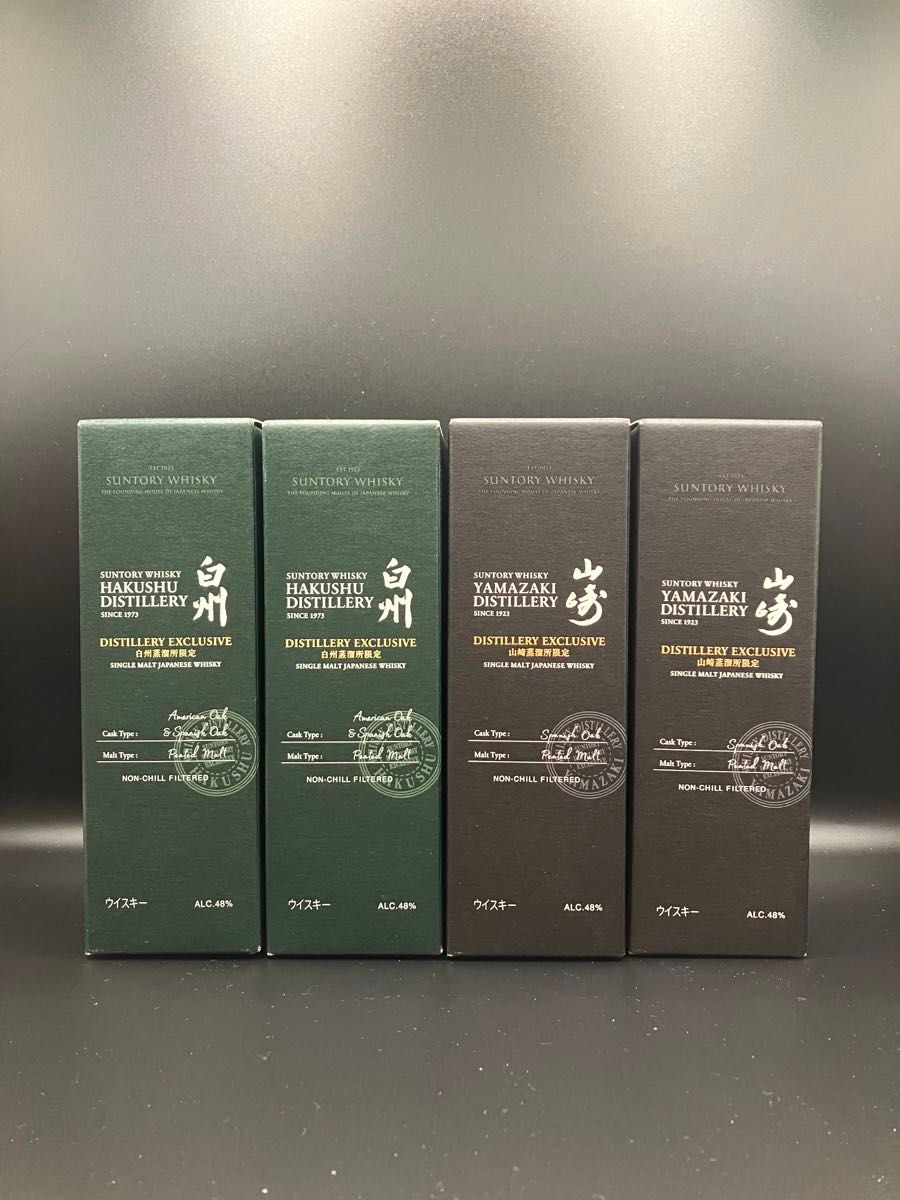 EST 1923
SUNTORY WHISKY
THE FOUNDING HOUSE OF JAPANESE WHISKY
SUNTORY WHISKY
HAKUSHU
DISTILLERY
SINCE 1973
白州
DISTILLERY EXCLUSIVE
白州蒸溜所限定
SINGLE MALT JAPANESE WHISKY
American Oak
Cask Type : & Spanish Oak
Malt Type : Peated Malt
NON-CHILL FILTERED
DISTILLERY
HAKUSHU
ウイスキー ALC.48%
EST 1923
SUNTORY WHISKY
THE FOUNDING HOUSE OF JAPANESE WHISKY
SUNTORY WHISKY
HAKUSHU
DISTILLERY
SINCE 1973
白州
DISTILLERY EXCLUSIVE
白州蒸溜所限定
SINGLE MALT JAPANESE WHISKY
American Oak
Cask Type : & Spanish Oak
Malt Type : Peated Malt
NON-CHILL FILTERED
DISTILLERY
HAKUSHU
ウイスキー ALC.48%
EST 1923
SUNTORY WHISKY
THE FOUNDING HOUSE OF JAPANESE WHISKY
SUNTORY WHISKY
YAMAZAKI
DISTILLERY
SINCE 1923
山崎
DISTILLERY EXCLUSIVE
山崎蒸溜所限定
SINGLE MALT JAPANESE WHISKY
Cask Type : Spanish Oak
Malt Type : Peated Malt
NON-CHILL FILTERED
DISTILLERY
YAMAZAKI
ウイスキー ALC.48%
EST 1923
SUNTORY WHISKY
THE FOUNDING HOUSE OF JAPANESE WHISKY
SUNTORY WHISKY
YAMAZAKI
DISTILLERY
SINCE 1923
山崎
DISTILLERY EXCLUSIVE
山崎蒸溜所限定
SINGLE MALT JAPANESE WHISKY
Cask Type : Spanish Oak
Malt Type : Peated Malt
NON-CHILL FILTERED
DISTILLERY
YAMAZAKI
ウイスキー ALC.48%